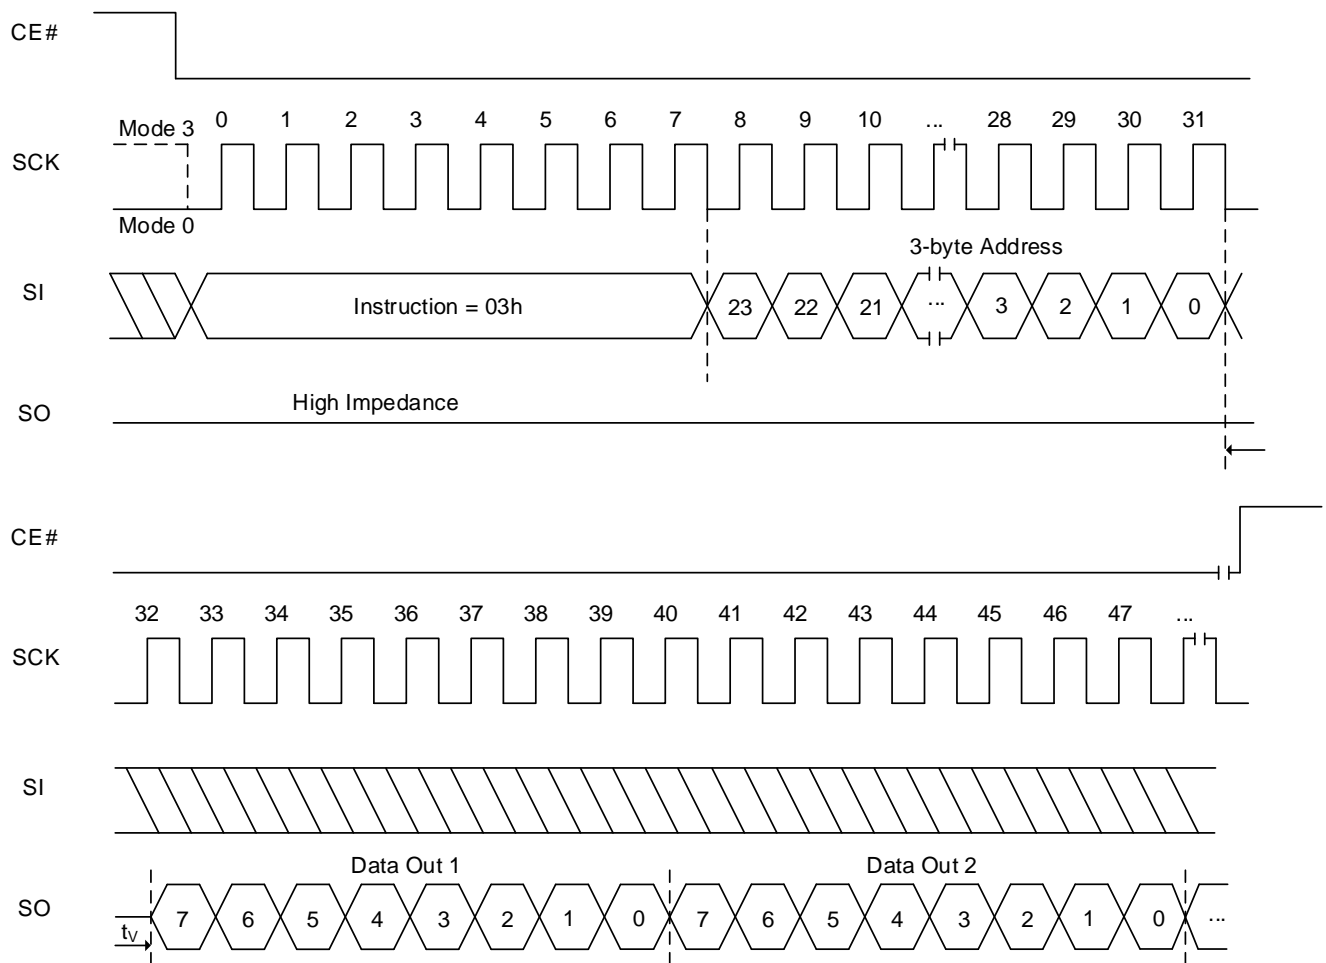 CE#
Mode 3 0 1 2 3 4 5 6 7 8 9 10 ... 28 29 30 31
SCK
Mode 0
3-byte Address
SI Instruction = 03h 23 22 21 ... 3 2 1 0
High Impedance
SO
CE#
32 33 34 35 36 37 38 39 40 41 42 43 44 45 46 47 ...
SCK
SI
Data Out 1 Data Out 2
SO 7 6 5 4 3 2 1 0 7 6 5 4 3 2 1 0 ...
tV